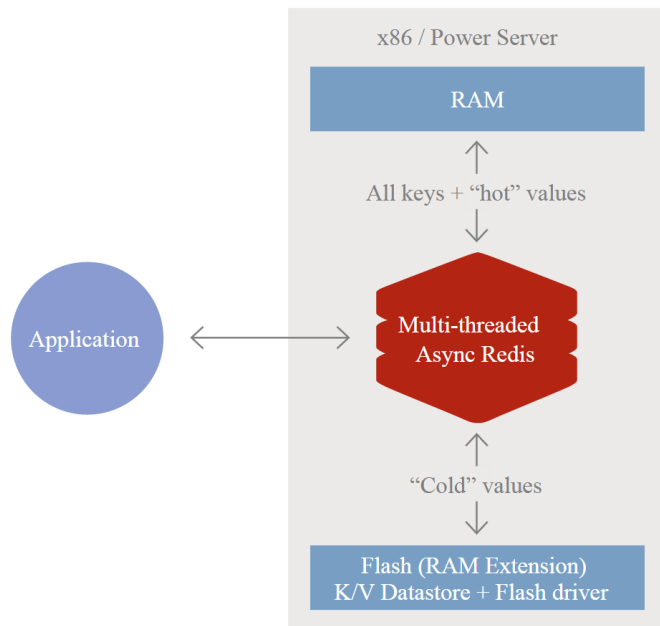 x86 / Power Server
RAM
All keys + “hot” values
Application
Multi-threaded
Async Redis
“Cold” values
Flash (RAM Extension)
K/V Datastore + Flash driver